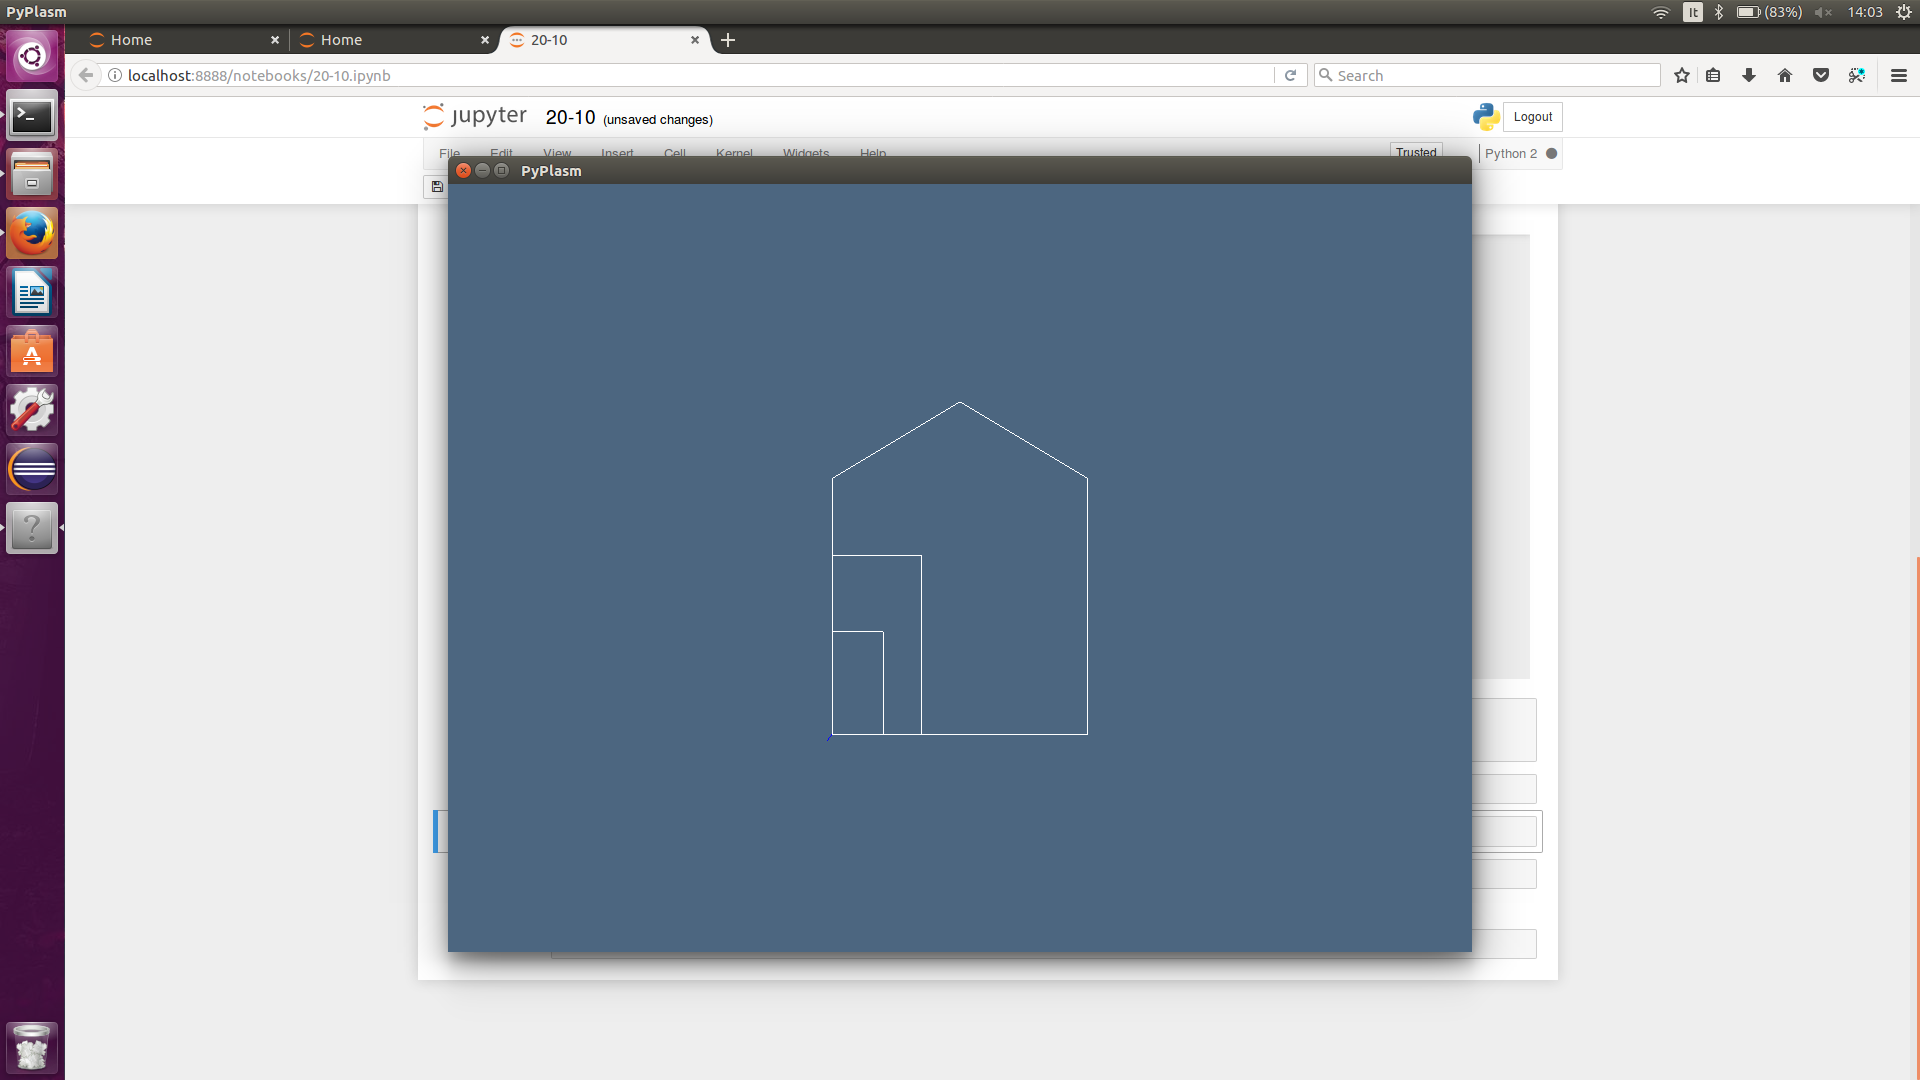 PyPlasm
It
(83%)
14:03
Home
Home
20-10
localhost:8888/notebooks/20-10.ipynb
Search
jupyter
20-10 (unsaved changes)
Logout
File Edit View Insert Cell Kernel Widgets Help
Trusted
Python 2
PyPlasm